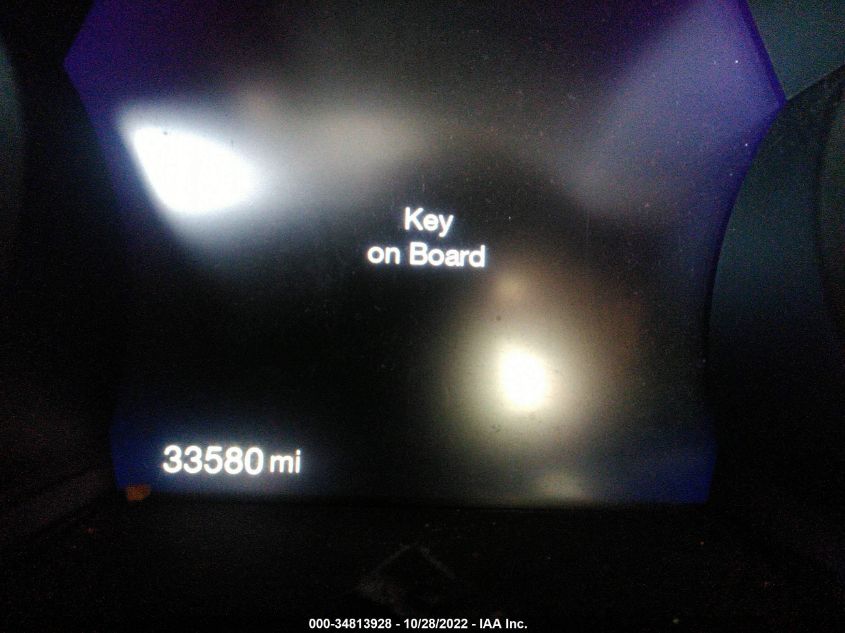 Key
on Board
33580 mi
000-34813928 - 10/28/2022 - IAA Inc.